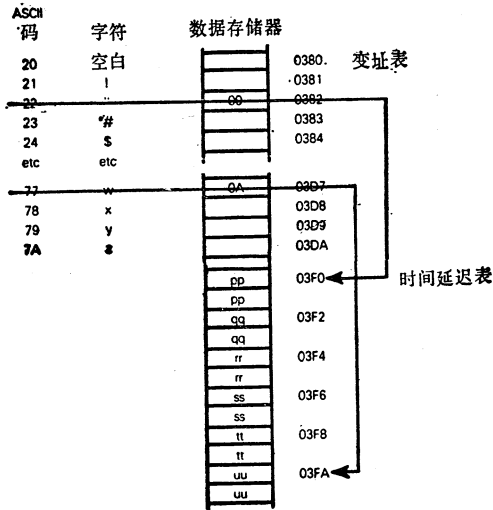 ASCII
码 字符 数据存储器
20 空白 0380 变址表
21 ! 0381
22 " 00 0382
23 # 0383
24 $ 0384
etc etc
77 w 0A 03D7
78 x 03D8
79 y 03D9
7A 03DA
pp 03F0 时间延迟表
pp
qq 03F2
qq
rr 03F4
rr
ss 03F6
ss
tt 03F8
tt
uu 03FA
uu